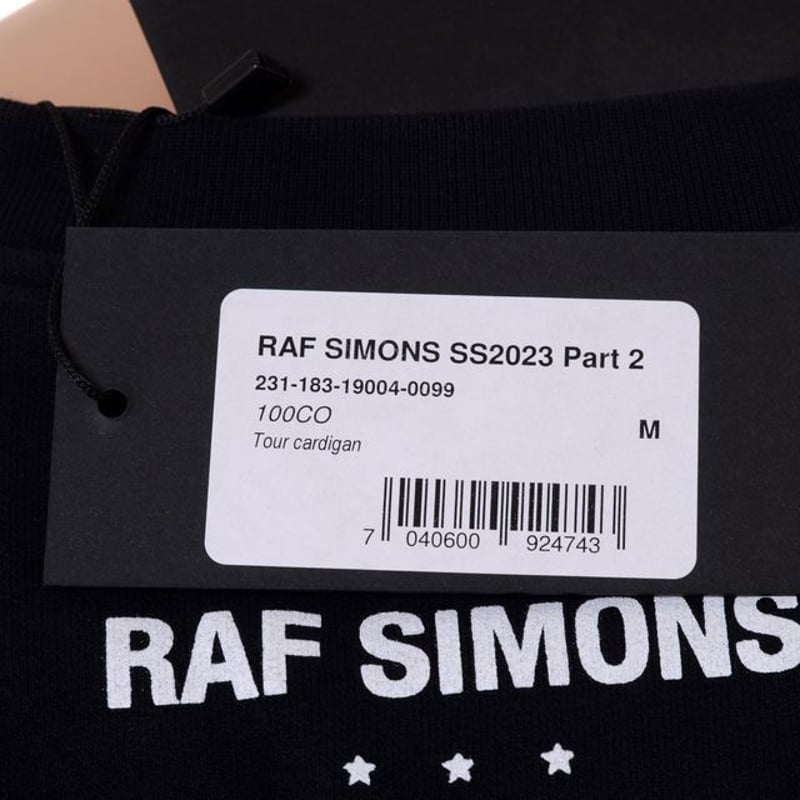 RAF SIMONS SS2023 Part 2
231-183-19004-0099
100CO
M
Tour cardigan
7 040600 924743
RAF SIMONS